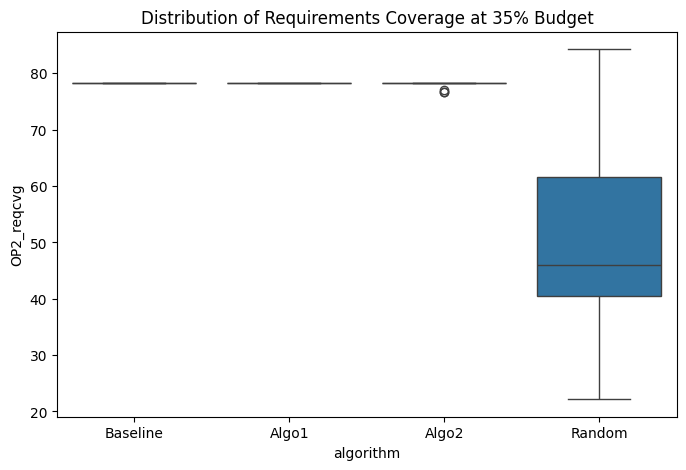 Distribution of Requirements Coverage at 35% Budget
80
70
60
50
40
30
20
OP2_reqcvg
Baseline
Algo1
Algo2
Random
algorithm